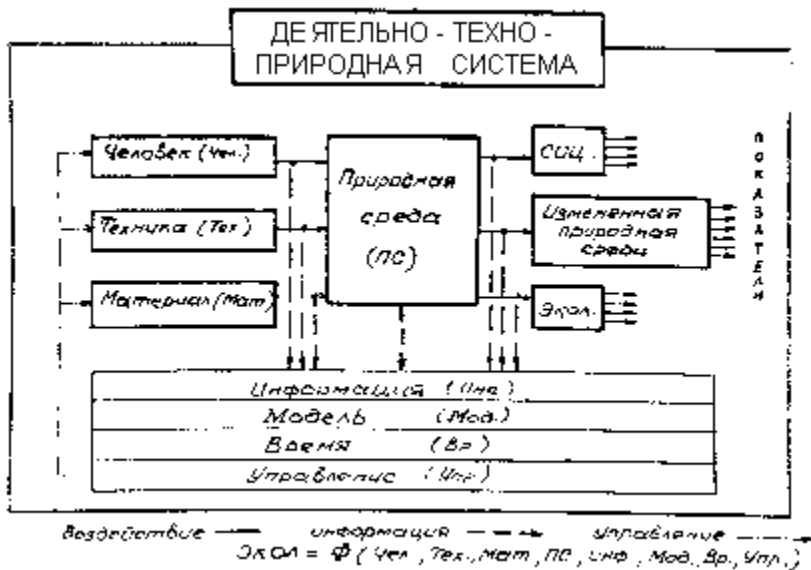 ДЕЯТЕЛЬНО - ТЕХНО -
ПРИРОДНАЯ СИСТЕМА
Человек (Чел.)
Техника (Тех)
Материал (Мат)
Природная
среда
(ПС)
СОЦ.
Измененная
природная
среда
Экол.
ПОКАЗАТЕЛИ
Информация (Инф)
Модель (Мод.)
Время (Вр)
Управление (Упр)
Воздействие информация управление
ЭКОЛ = Ф (Чел., Тех., Мат, ПС, Инф, Мод., Вр., Упр.)